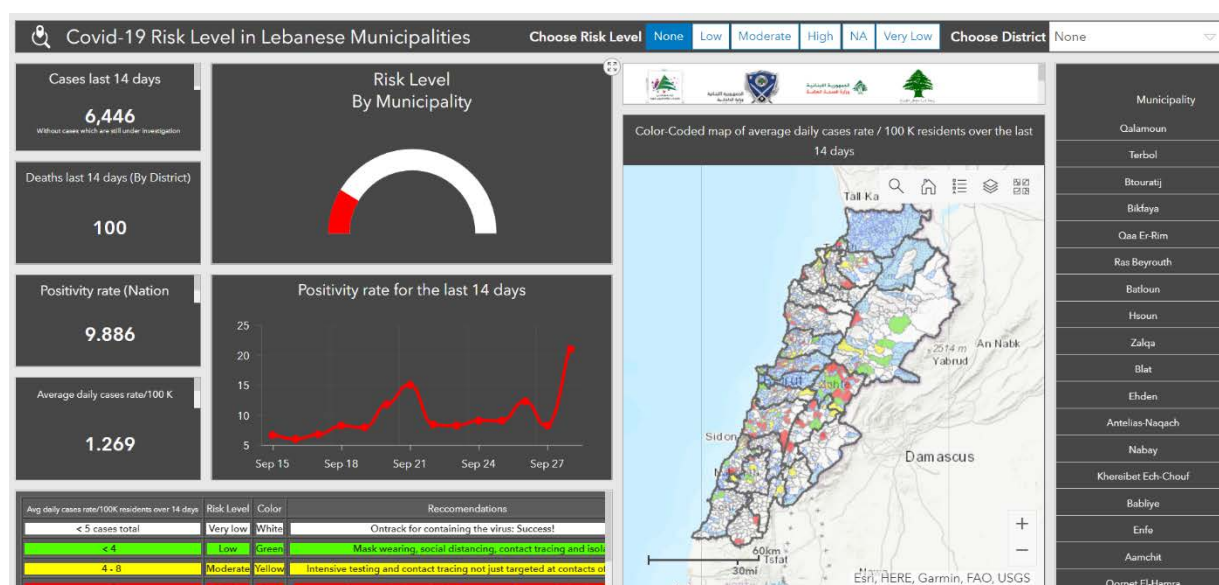 Covid-19 Risk Level in Lebanese Municipalities
Choose Risk Level
None
Low
Moderate
High
NA
Very Low
Choose District
None
Cases last 14 days
6,446
Without cases which are still under investigation
Deaths last 14 days (By District)
100
Positivity rate (Nation
9.886
Average daily cases rate/100 K
1.269
Risk Level
By Municipality
Positivity rate for the last 14 days
25
20
15
10
5
Sep 15
Sep 18
Sep 21
Sep 24
Sep 27
Avg daily cases rate/100K residents over 14 days
Risk Level
Color
Reccomendations
< 5 cases total
Very low
White
Ontrack for containing the virus: Success!
< 4
Low
Green
Mask wearing, social distancing, contact tracing and isola
4 - 8
Moderate
Yellow
Intensive testing and contact tracing not just targeted at contacts of
Color-Coded map of average daily cases rate / 100 K residents over the last
14 days
Tall Ka
2514 m
An Nabk
Yabrud
Sidon
Damascus
60km
30mi
Tsfat
Esri, HERE, Garmin, FAO, USGS
Municipality
Qalamoun
Terbol
Btouratij
Bikfaya
Qaa Er-Rim
Ras Beyrouth
Batloun
Hsoun
Zalqa
Blat
Ehden
Antelias-Naqach
Nabay
Khereibet Ech-Chouf
Babliye
Enfe
Aamchit
Qornet El-Hamra